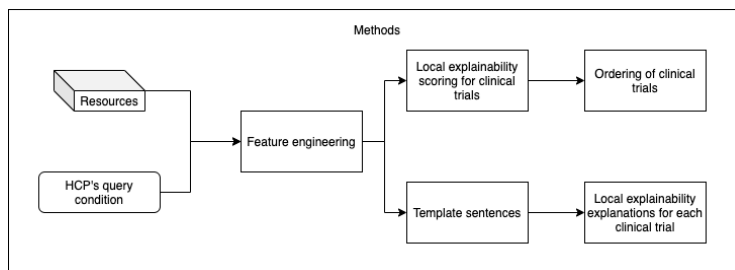 Methods
Resources
HCP's query
condition
Feature engineering
Local explainability
scoring for clinical
trials
Ordering of clinical
trials
Template sentences
Local explainability
explanations for each
clinical trial